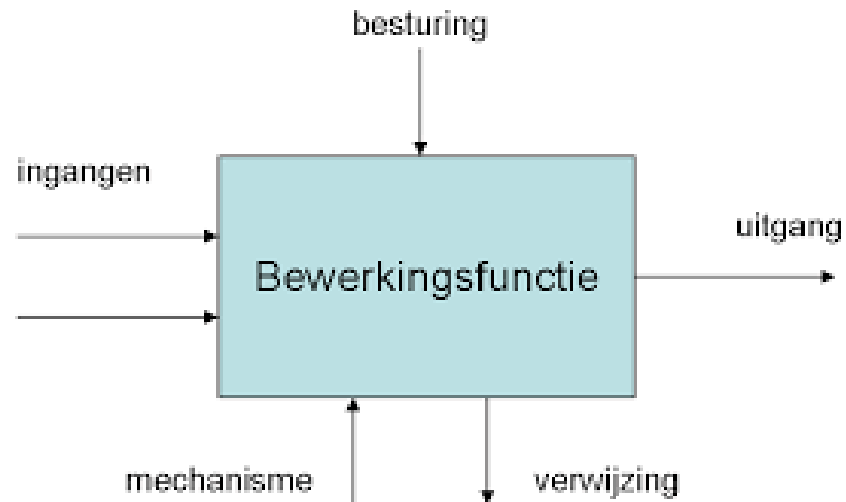 besturing
ingangen
uitgang
Bewerkingsfunctie
mechanisme
verwijzing